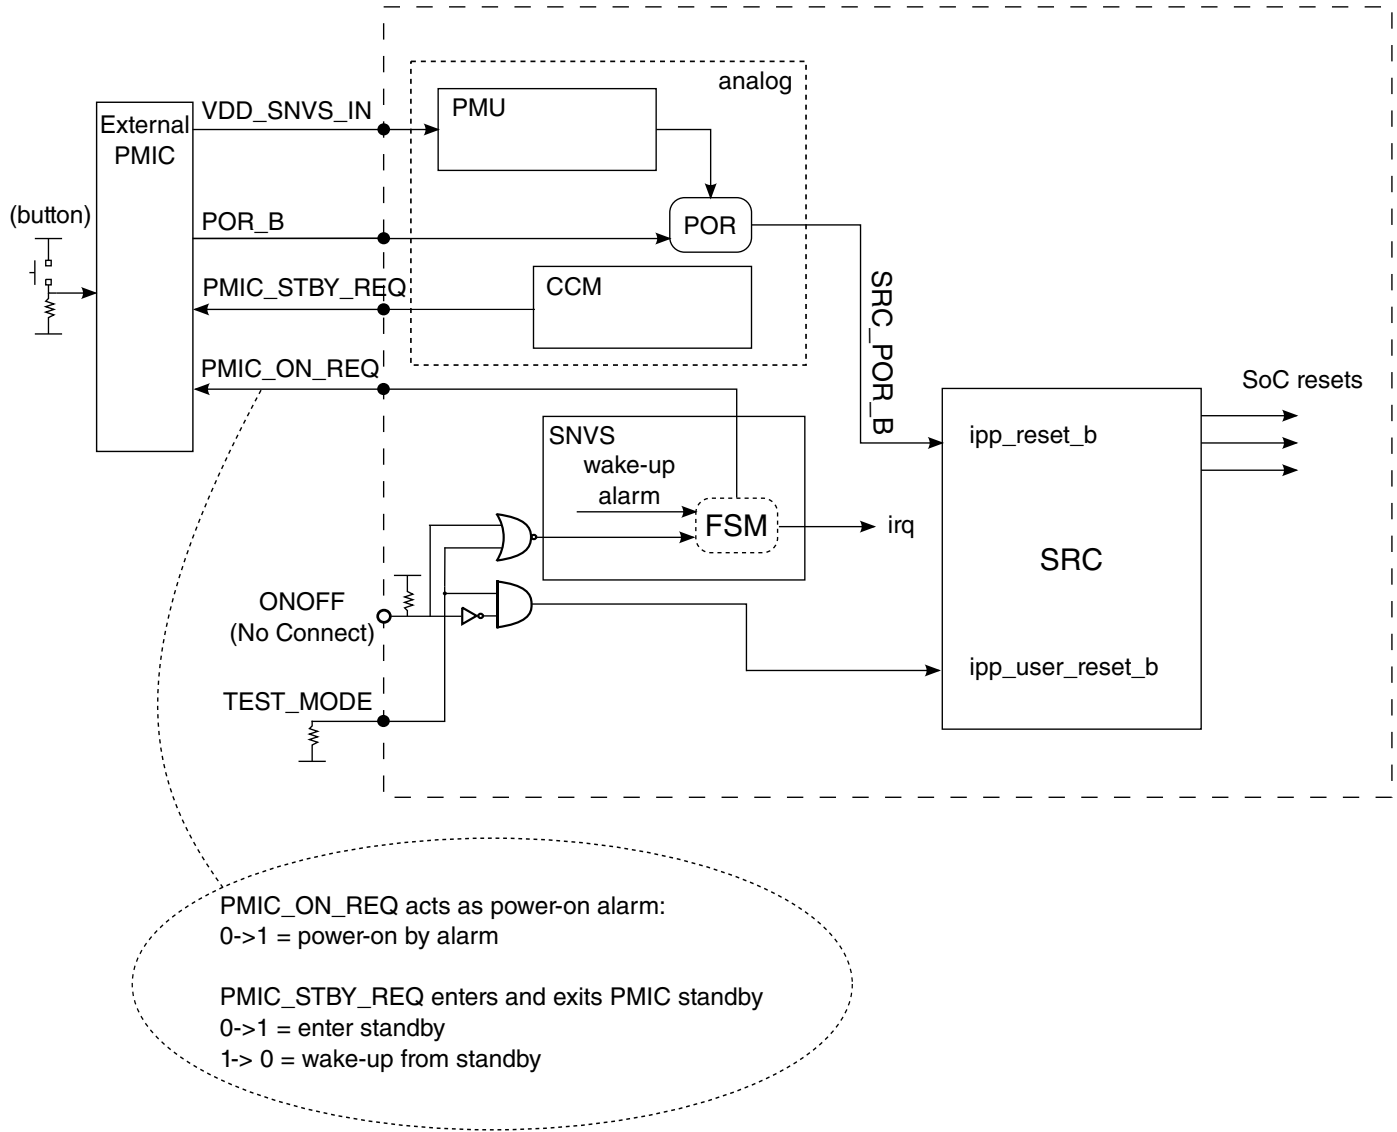 analog
VDD_SNVS_IN
PMU
External
PMIC
(button)
POR_B
POR
PMIC_STBY_REQ
CCM
SRC_POR_B
PMIC_ON_REQ
SoC resets
SNVS
ipp_reset_b
wake-up
alarm
FSM
irq
SRC
ONOFF
(No Connect)
ipp_user_reset_b
TEST_MODE
PMIC_ON_REQ acts as power-on alarm:
0->1 = power-on by alarm
PMIC_STBY_REQ enters and exits PMIC standby
0->1 = enter standby
1-> 0 = wake-up from standby